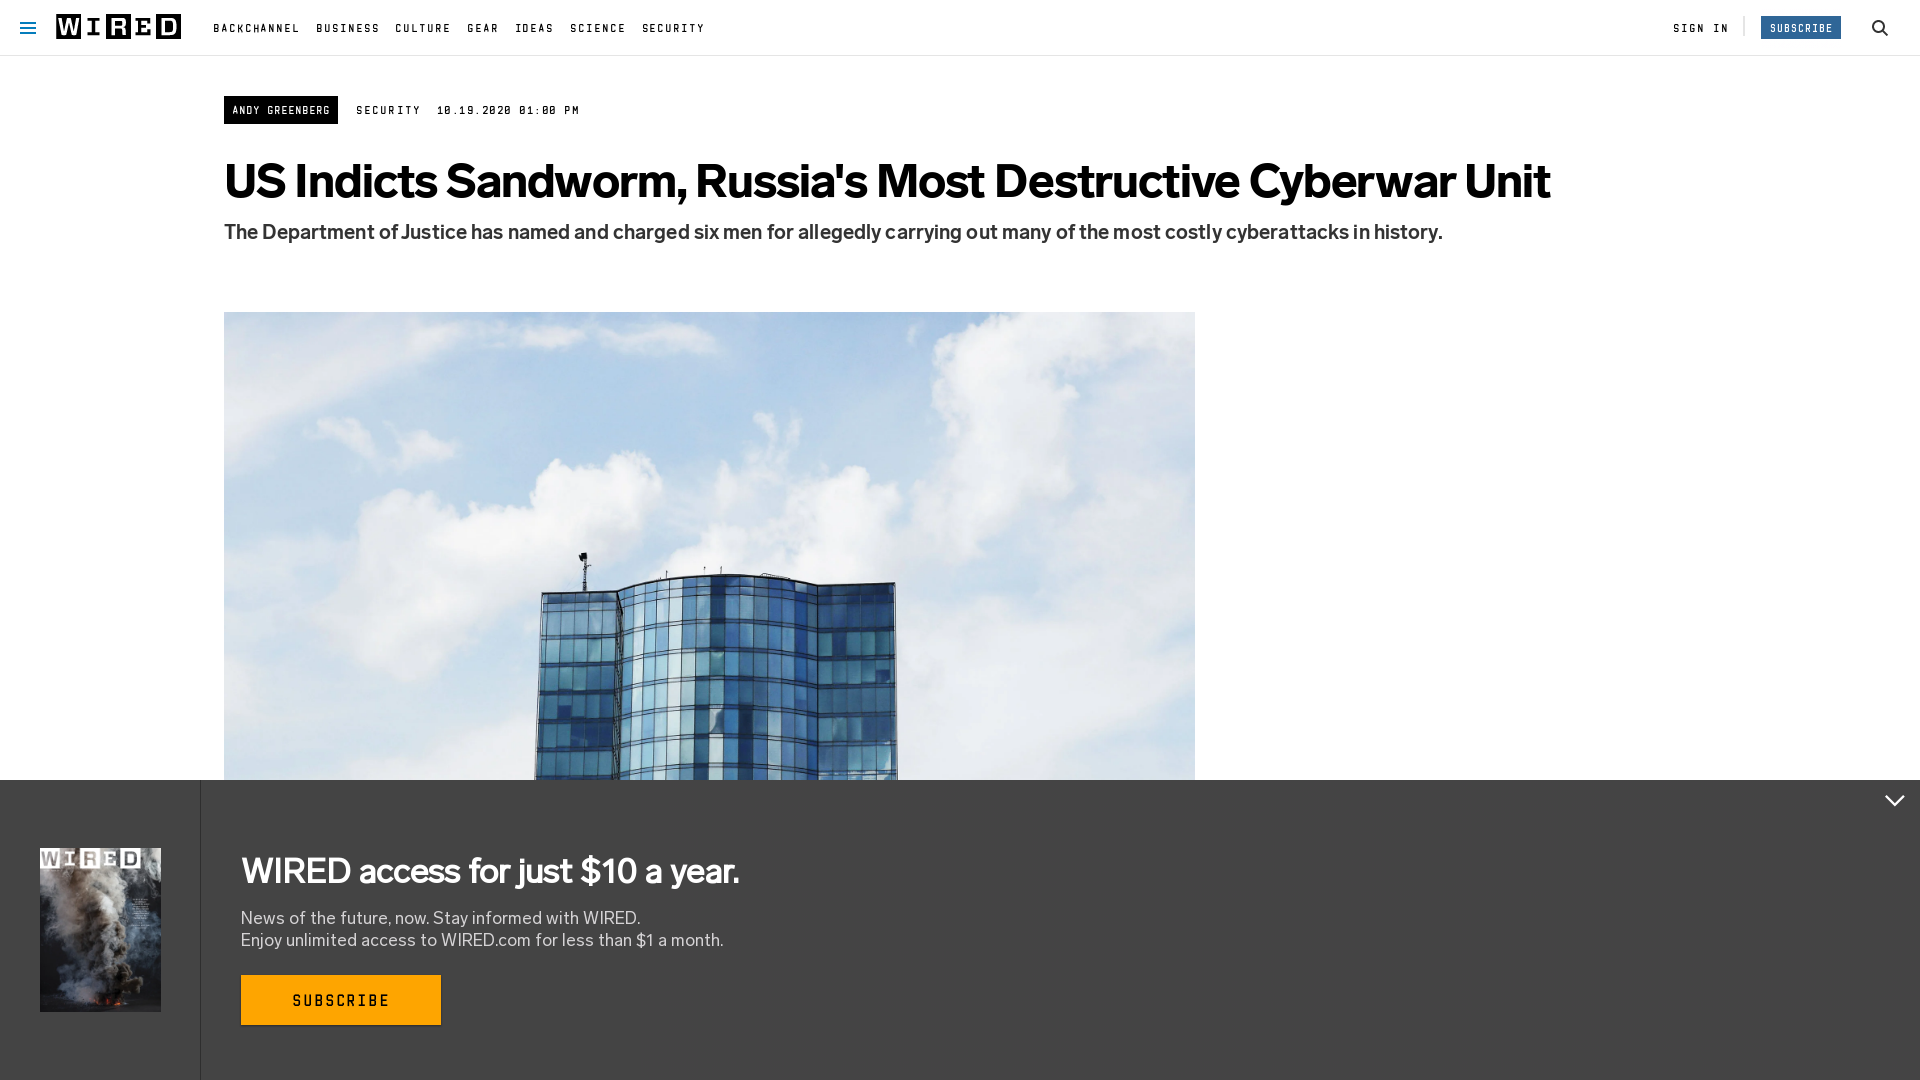 WIRED
BACKCHANNEL BUSINESS CULTURE GEAR IDEAS SCIENCE SECURITY
SIGN IN
SUBSCRIBE
ANDY GREENBERG SECURITY 10.19.2020 01:00 PM
US Indicts Sandworm, Russia's Most Destructive Cyberwar Unit
The Department of Justice has named and charged six men for allegedly carrying out many of the most costly cyberattacks in history.
WIRED
WIRED access for just $10 a year.
News of the future, now. Stay informed with WIRED.
Enjoy unlimited access to WIRED.com for less than $1 a month.
SUBSCRIBE